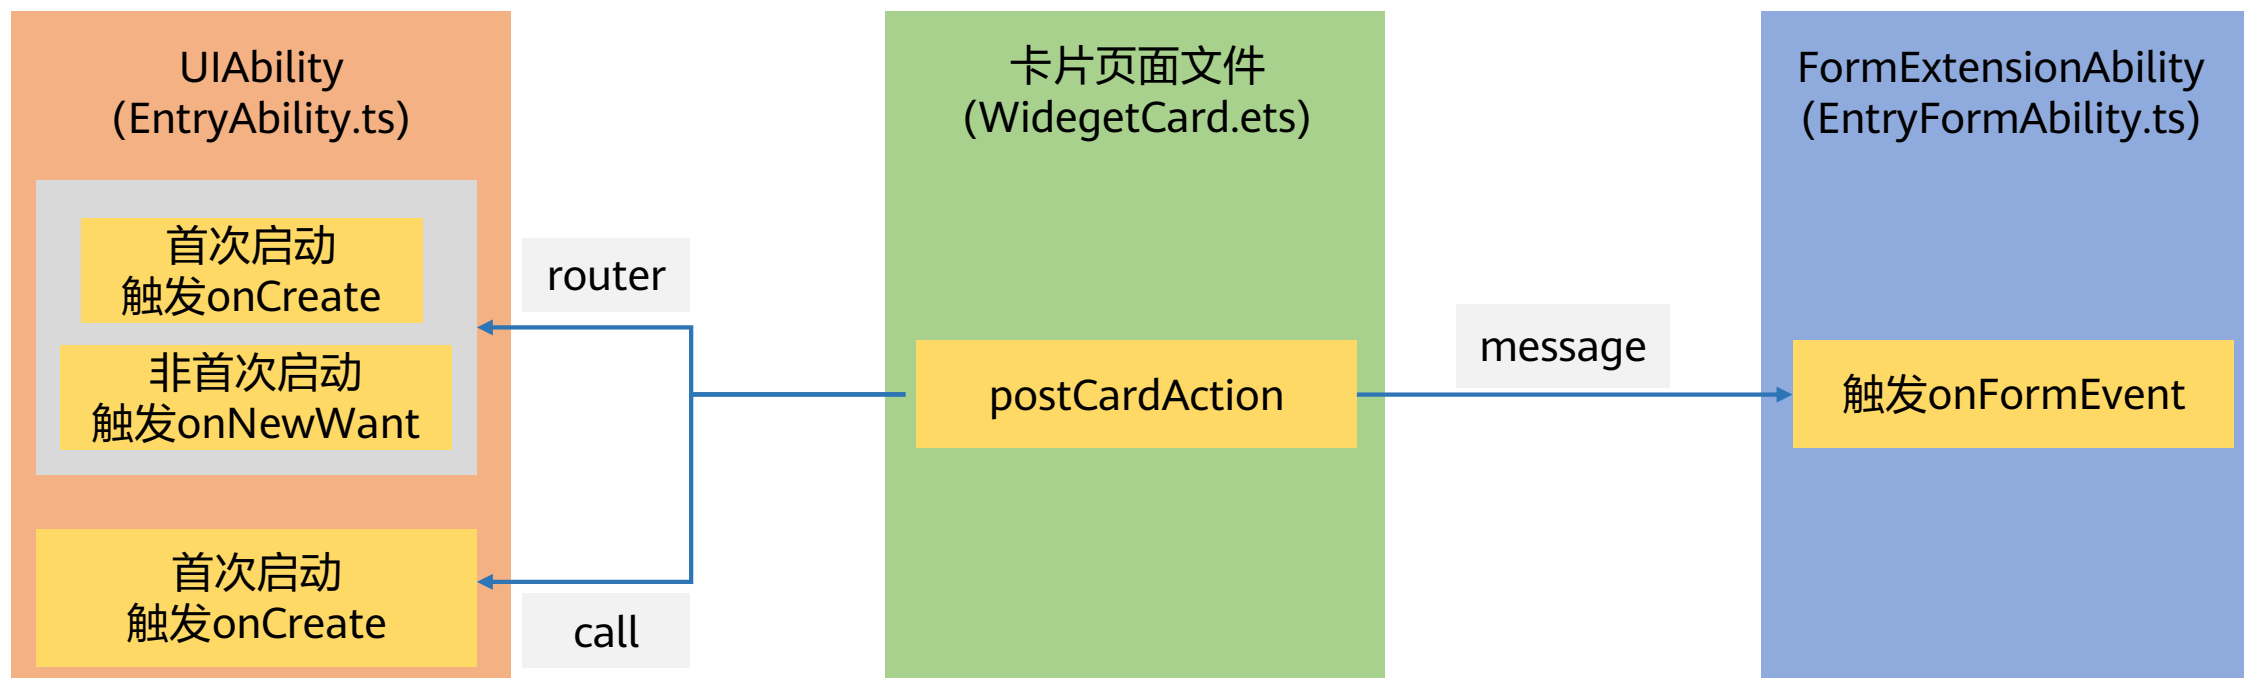 UIAbility
(EntryAbility.ts)
首次启动
触发onCreate
非首次启动
触发onNewWant
首次启动
触发onCreate
router
call
卡片页面文件
(WidegetCard.ets)
postCardAction
message
FormExtensionAbility
(EntryFormAbility.ts)
触发onFormEvent